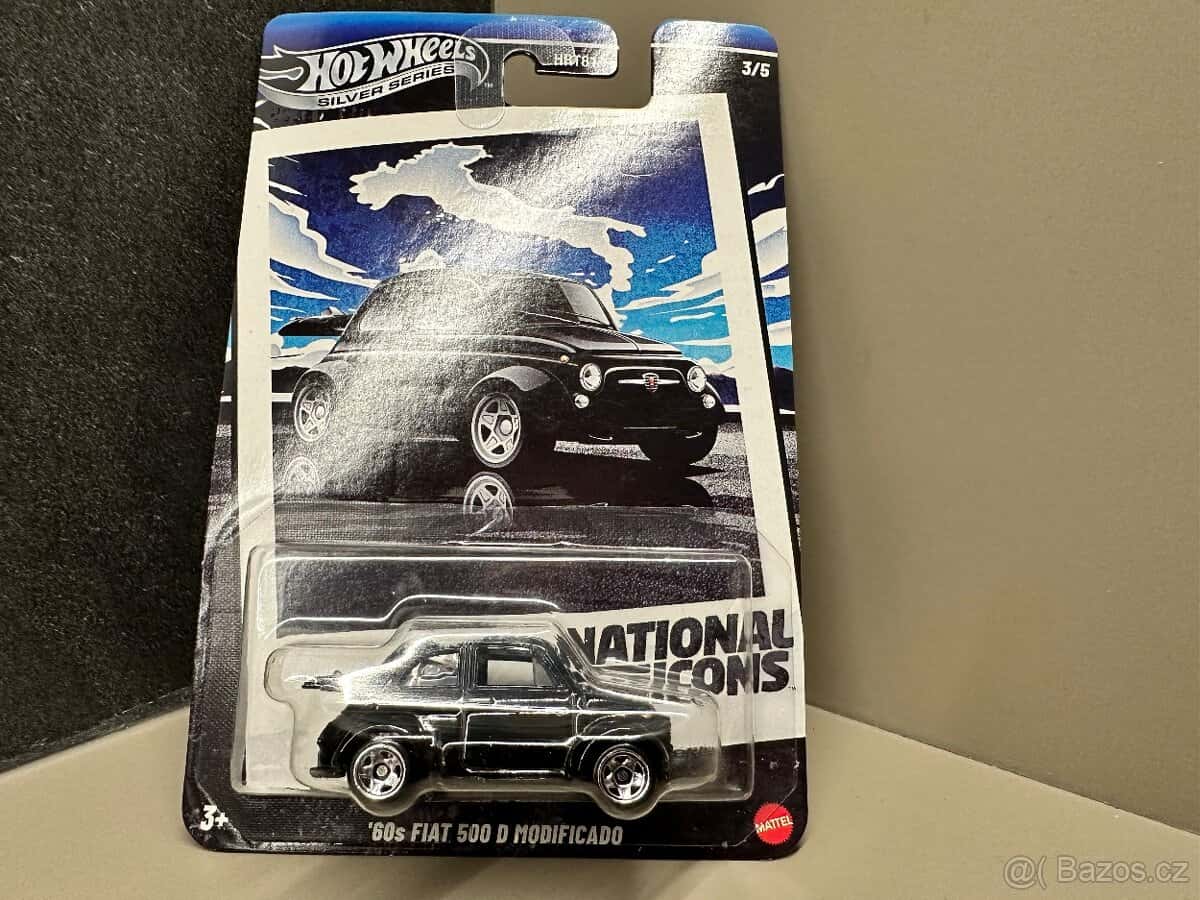 HOT WHEELS
SILVER SERIES
3/5
NATIONAL
ICONS
3+
'60s FIAT 500 D MODIFICADO
MATTEL
@( Bazos.cz